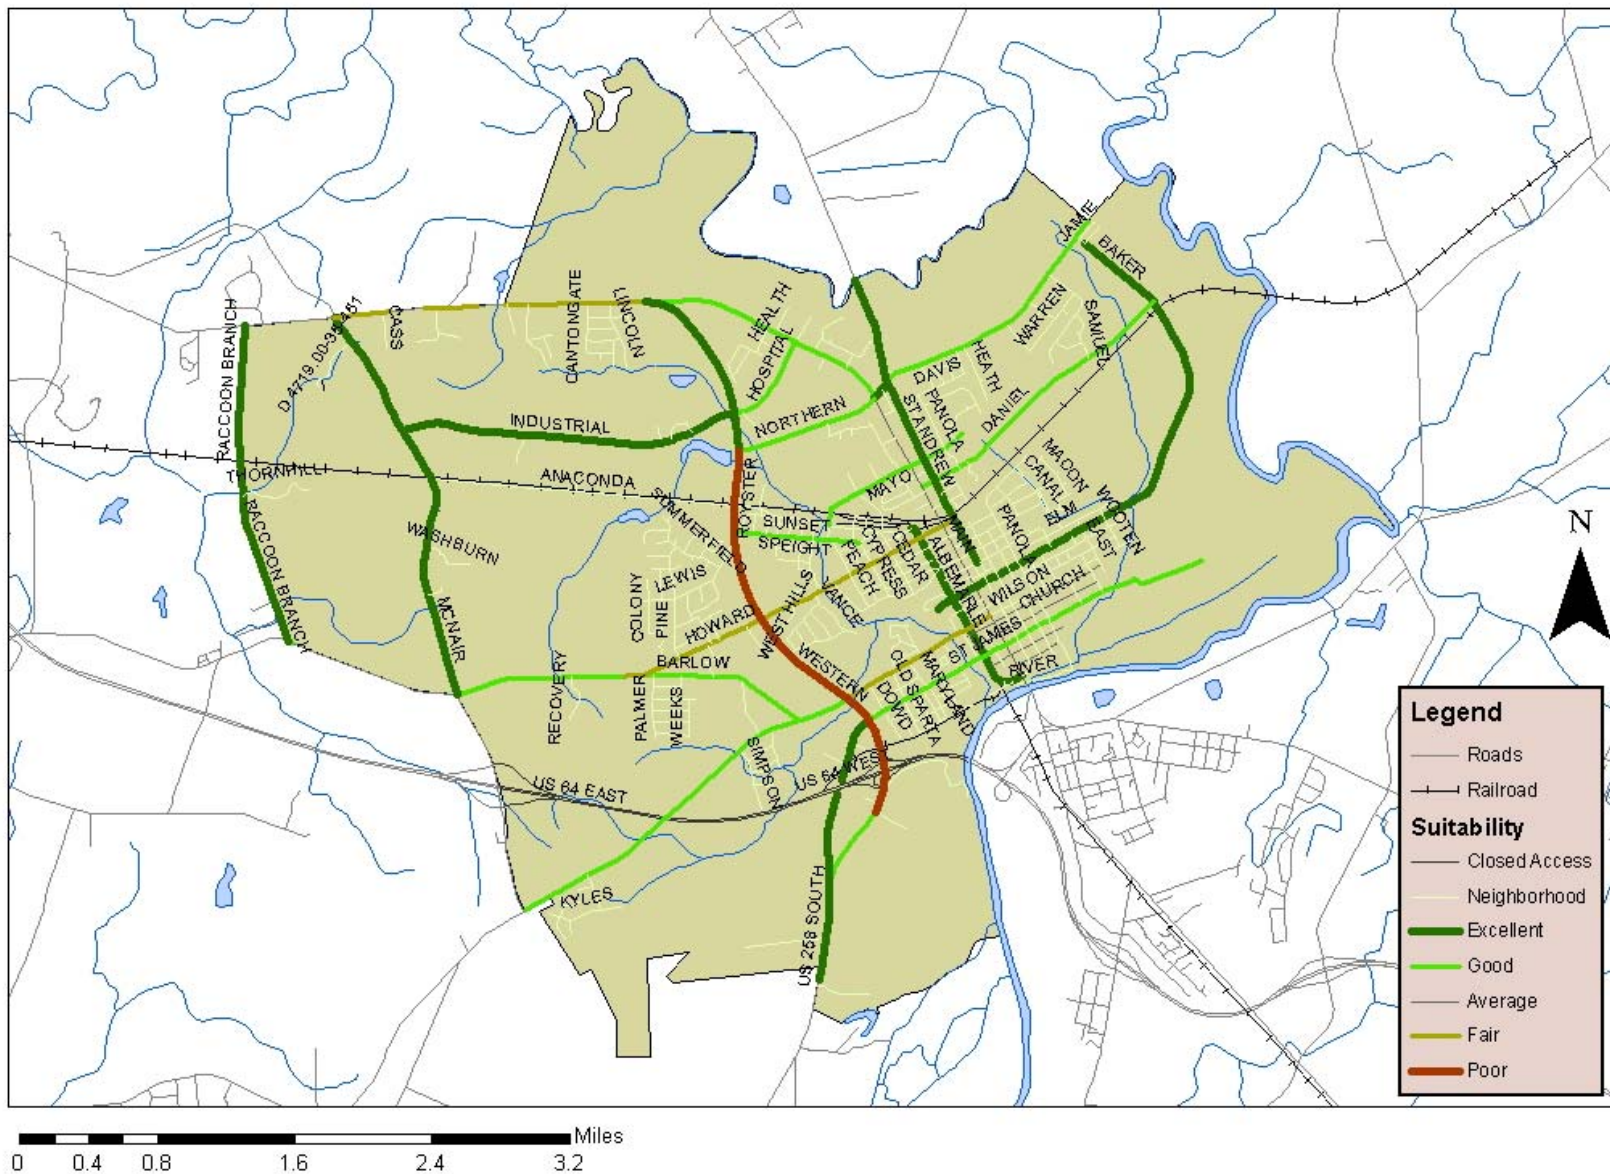 JAMIE
BAKER
HEALTH
CANTONGATE
LINCOLN
RACCOON BRANCH
CASS
WARREN
SAMUEL
HOSPITAL
HEATH
DAVIS
PANOLA
DANIEL
STANDREW
NORTHERN
INDUSTRIAL
MACON
CANAL
THORNHILL
ANACONDA
MAYO
ROYSTER
SUMMERFIELD
RACCOON BRANCH
ELM
WOOTEN
EAST
PANOLA
SUNSET
SPEIGHT
MAIN
WASHBURN
CYPRESS
CEDAR
PEACH
ALBEMARLE
LEWIS
WILSON
CHURCH
COLONY
PINE
WEST HILLS
VANCE
HOWARD
MCNAIR
ST JAMES
BARLOW
WESTERN
RIVER
RECOVERY
PALMER
WEEKS
OLD SPARTA
DOWD
MARYLAND
SIMPSON
US 64 EAST
US 64 WEST
KYLES
US 258 SOUTH
N
Legend
Roads
Railroad
Suitability
Closed Access
Neighborhood
Excellent
Good
Average
Fair
Poor
Miles
0 0.4 0.8 1.6 2.4 3.2